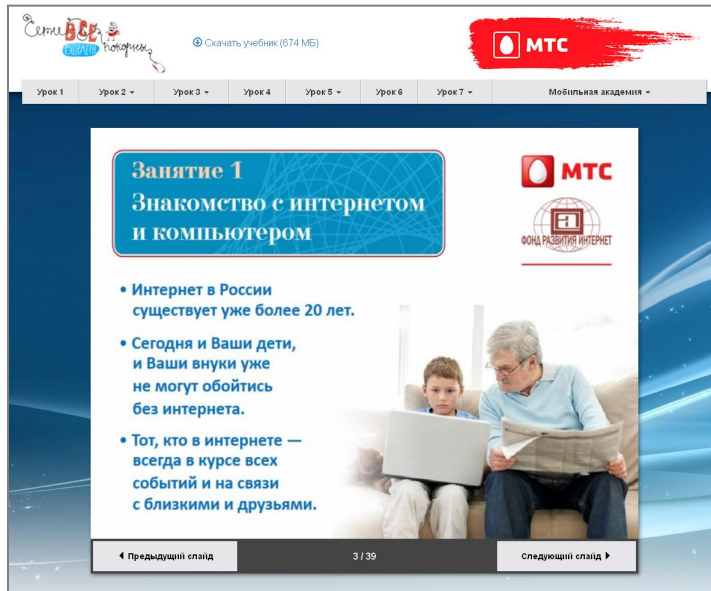 Сети ВСЕ
ВОЗРАСТЫ покорны
Скачать учебник (674 МБ)
МТС
Урок 1 Урок 2 Урок 3 Урок 4 Урок 5 Урок 6 Урок 7 Мобильная академия
Занятие 1
Знакомство с интернетом
и компьютером
МТС
ФОНД РАЗВИТИЯ ИНТЕРНЕТ
• Интернет в России
существует уже более 20 лет.
• Сегодня и Ваши дети,
и Ваши внуки уже
не могут обойтись
без интернета.
• Тот, кто в интернете —
всегда в курсе всех
событий и на связи
с близкими и друзьями.
Предыдущий слайд 3 / 39 Следующий слайд